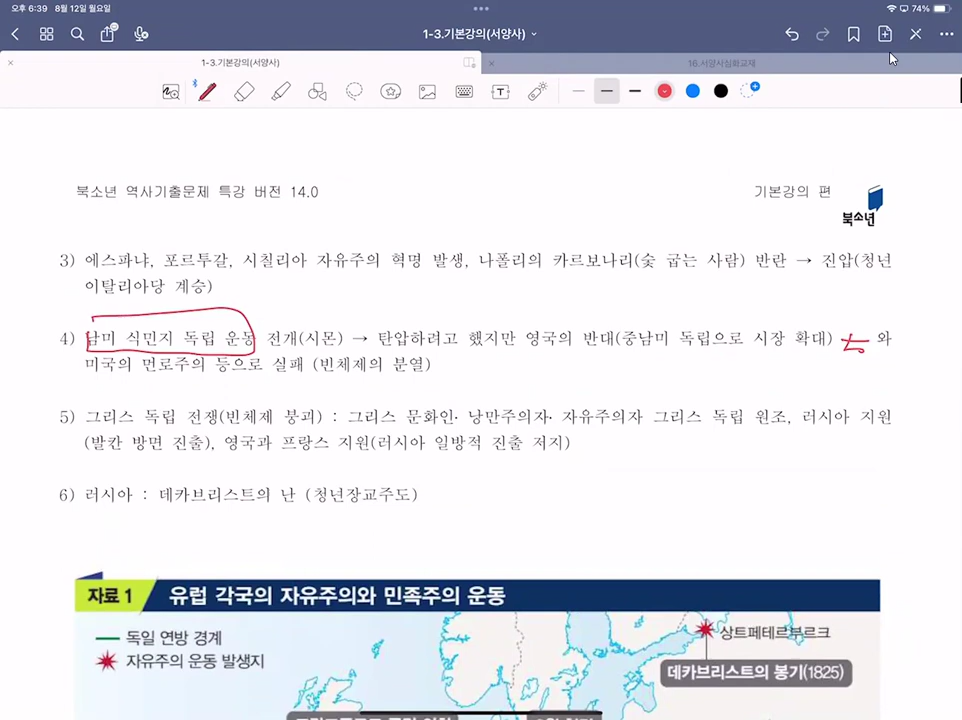 오후 6:39 8월 12일 월요일
74%
1-3.기본강의(서양사)
1-3.기본강의(서양사)
16.서양사심화교재
북소년 역사기출문제 특강 버전 14.0
기본강의 편
북소년
3) 에스파냐, 포르투갈, 시칠리아 자유주의 혁명 발생, 나폴리의 카르보나리(숯 굽는 사람) 반란 → 진압(청년
이탈리아당 계승)
4) 남미 식민지 독립 운동 전개(시몬) → 탄압하려고 했지만 영국의 반대(중남미 독립으로 시장 확대) 와
미국의 먼로주의 등으로 실패 (빈체제의 분열)
5) 그리스 독립 전쟁(빈체제 붕괴) : 그리스 문화인· 낭만주의자· 자유주의자 그리스 독립 원조, 러시아 지원
(발칸 방면 진출), 영국과 프랑스 지원(러시아 일방적 진출 저지)
6) 러시아 : 데카브리스트의 난 (청년장교주도)
자료 1 유럽 각국의 자유주의와 민족주의 운동
독일 연방 경계
자유주의 운동 발생지
상트페테르부르크
데카브리스트의 봉기(1825)